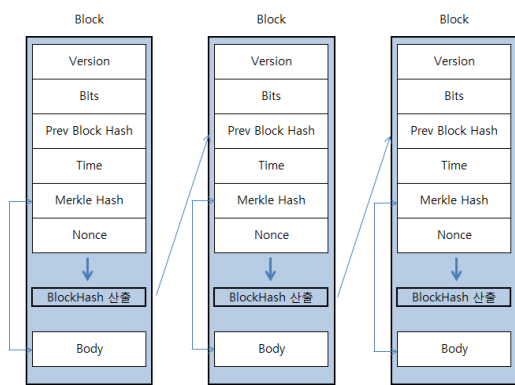 Block
Version
Bits
Prev Block Hash
Time
Merkle Hash
Nonce
BlockHash 산출
Body
Block
Version
Bits
Prev Block Hash
Time
Merkle Hash
Nonce
BlockHash 산출
Body
Block
Version
Bits
Prev Block Hash
Time
Merkle Hash
Nonce
BlockHash 산출
Body